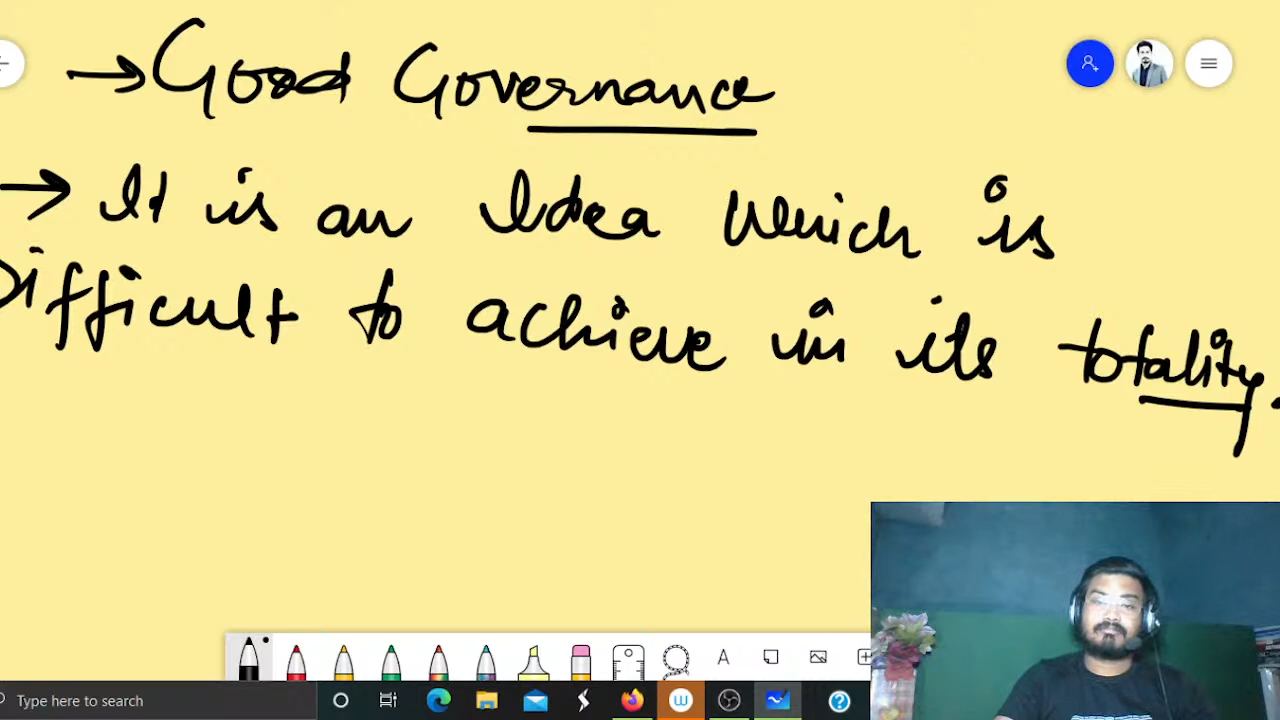 → Good Governance
→ It is an Idea Which is
Difficult to achieve in its totality.
A
Type here to search